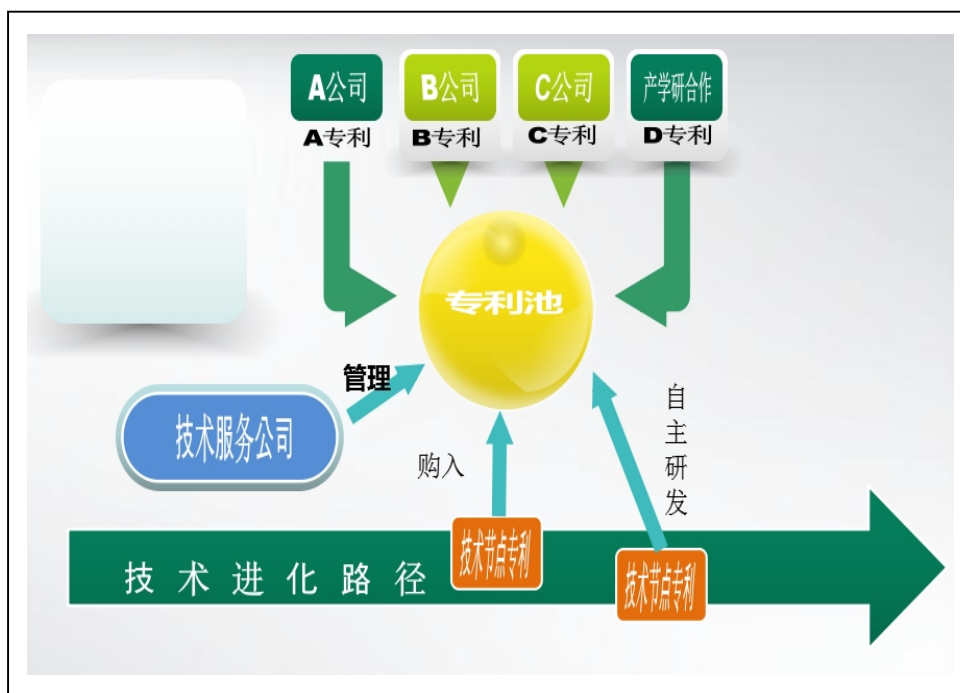 A公司
B公司
C公司
产学研合作
A专利
B专利
C专利
D专利
专利池
管理
技术服务公司
购入
自主研发
技术节点专利
技术节点专利
技术进化路径